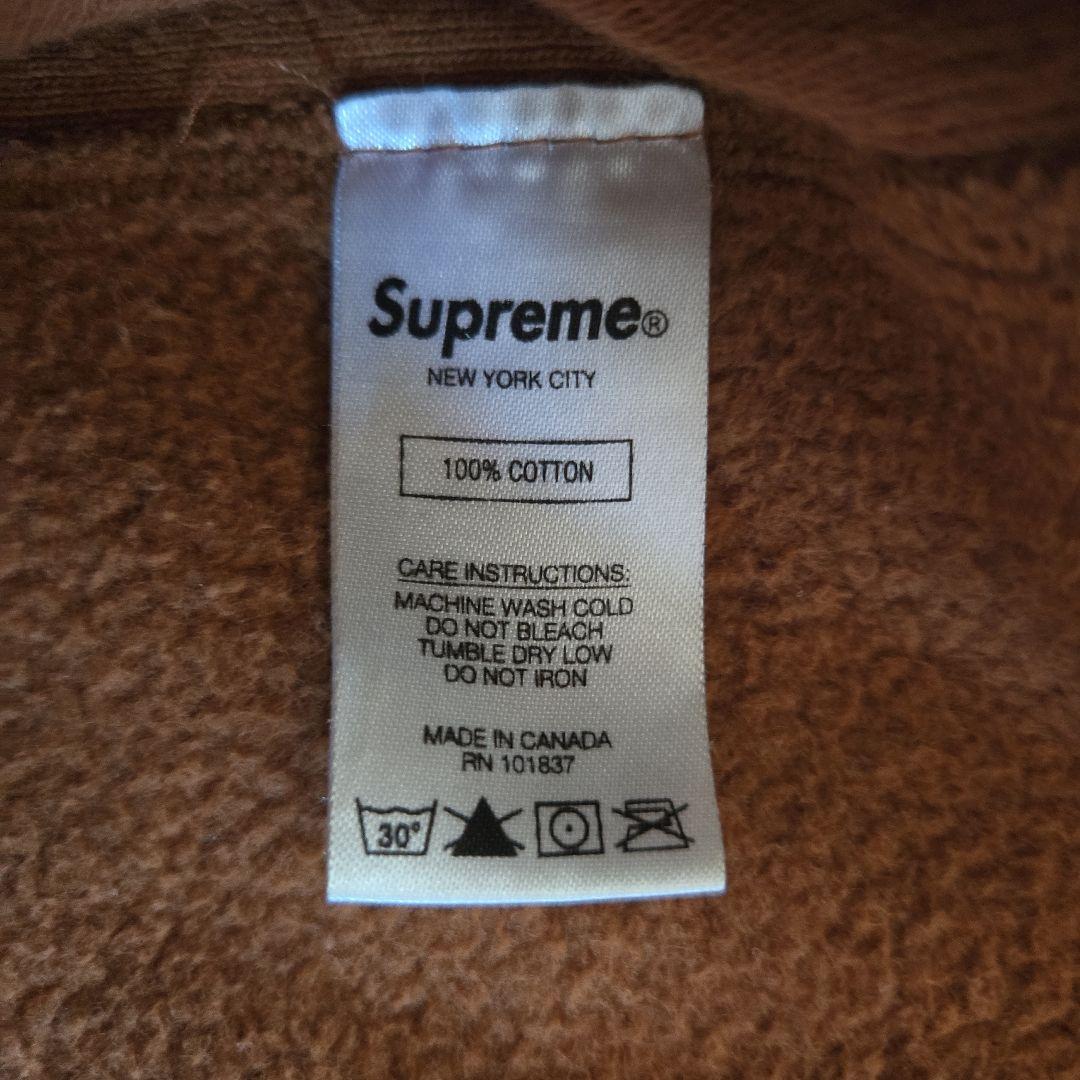 Supreme®
NEW YORK CITY
100% COTTON
CARE INSTRUCTIONS:
MACHINE WASH COLD
DO NOT BLEACH
TUMBLE DRY LOW
DO NOT IRON
MADE IN CANADA
RN 101837
30°